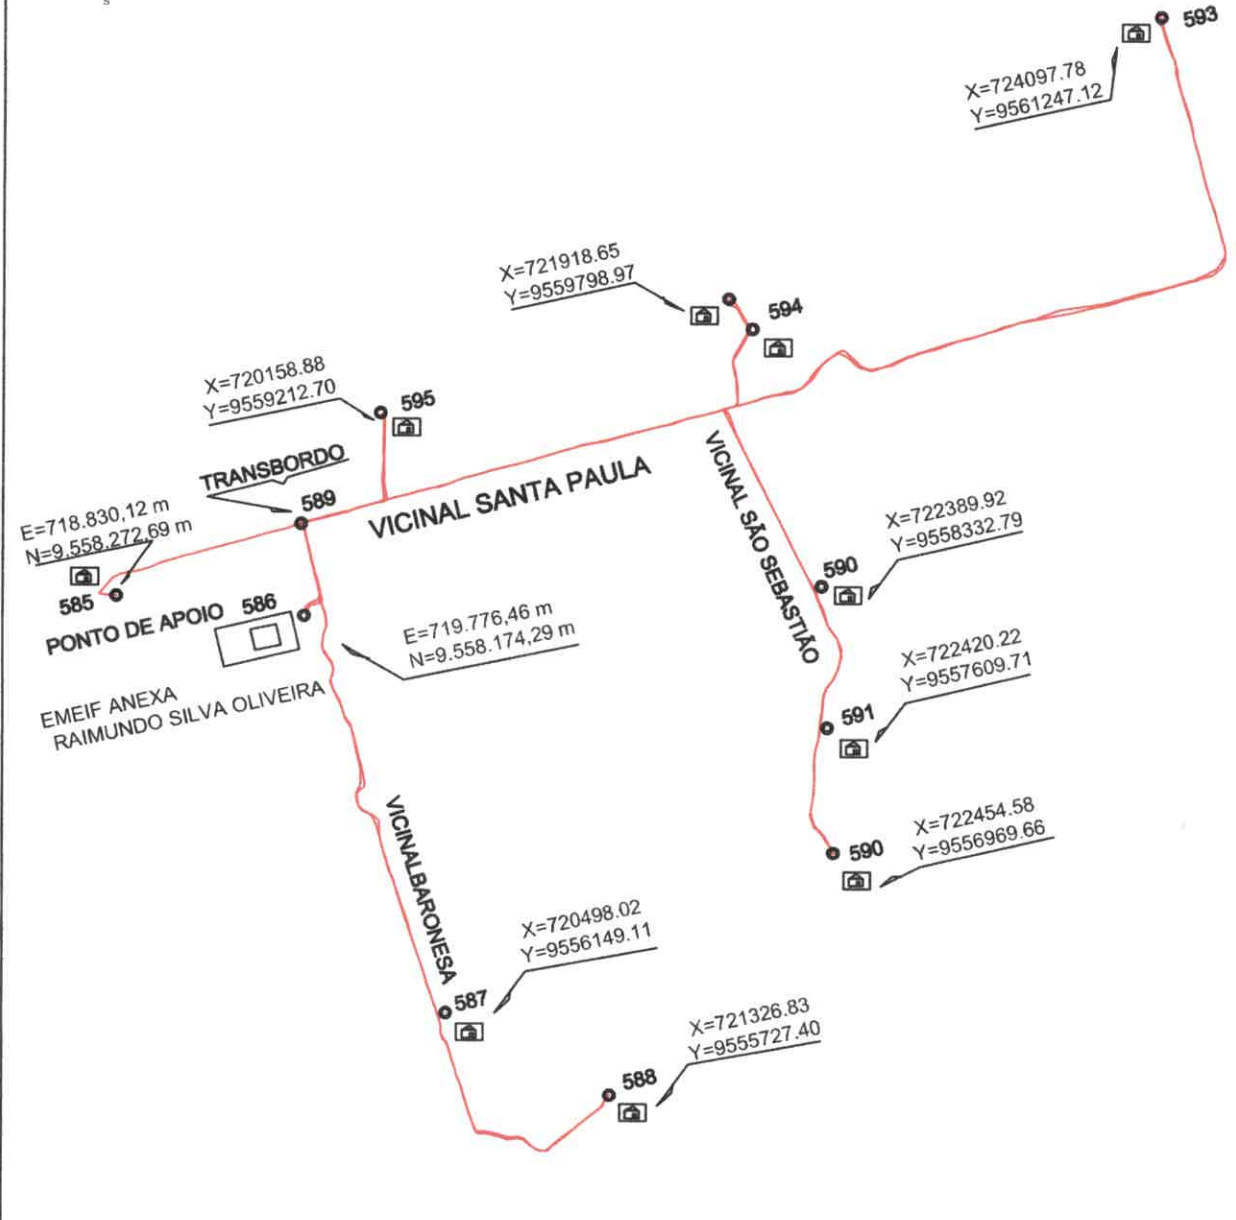 s
593
X=724097.78
Y=9561247.12
X=721918.65
Y=9559798.97
594
X=720158.88
Y=9559212.70
595
TRANSBORDO
589
VICINAL SANTA PAULA
VICINAL SÃO SEBASTIÃO
E=718.830,12 m
N=9.558.272,69 m
585
PONTO DE APOIO
586
E=719.776,46 m
N=9.558.174,29 m
EMEIF ANEXA
RAIMUNDO SILVA OLIVEIRA
X=722389.92
Y=9558332.79
590
X=722420.22
Y=9557609.71
591
X=722454.58
Y=9556969.66
590
VICINALBARONESA
X=720498.02
Y=9556149.11
587
X=721326.83
Y=9555727.40
588